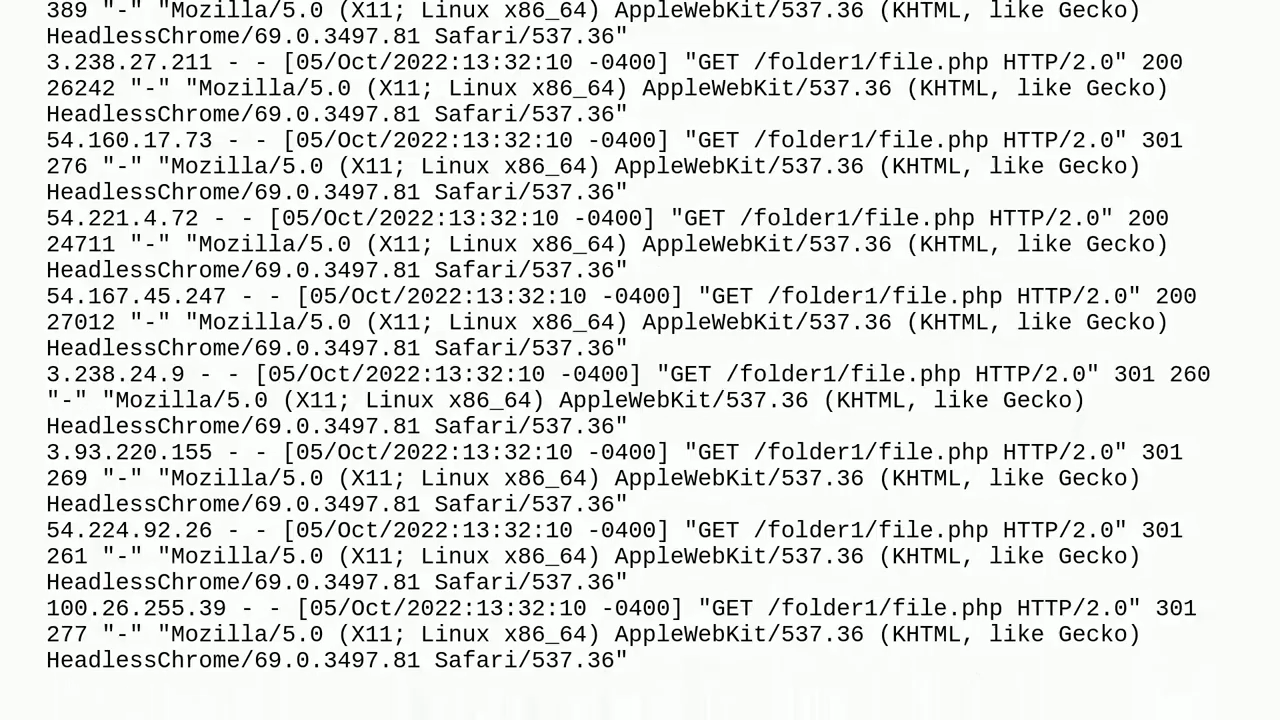 389 "-" "Mozilla/5.0 (X11; Linux x86_64) AppleWebKit/537.36 (KHTML, like Gecko)
HeadlessChrome/69.0.3497.81 Safari/537.36"
3.238.27.211 - - [05/Oct/2022:13:32:10 -0400] "GET /folder1/file.php HTTP/2.0" 200
26242 "-" "Mozilla/5.0 (X11; Linux x86_64) AppleWebKit/537.36 (KHTML, like Gecko)
HeadlessChrome/69.0.3497.81 Safari/537.36"
54.160.17.73 - - [05/Oct/2022:13:32:10 -0400] "GET /folder1/file.php HTTP/2.0" 301
276 "-" "Mozilla/5.0 (X11; Linux x86_64) AppleWebKit/537.36 (KHTML, like Gecko)
HeadlessChrome/69.0.3497.81 Safari/537.36"
54.221.4.72 - - [05/Oct/2022:13:32:10 -0400] "GET /folder1/file.php HTTP/2.0" 200
24711 "-" "Mozilla/5.0 (X11; Linux x86_64) AppleWebKit/537.36 (KHTML, like Gecko)
HeadlessChrome/69.0.3497.81 Safari/537.36"
54.167.45.247 - - [05/Oct/2022:13:32:10 -0400] "GET /folder1/file.php HTTP/2.0" 200
27012 "-" "Mozilla/5.0 (X11; Linux x86_64) AppleWebKit/537.36 (KHTML, like Gecko)
HeadlessChrome/69.0.3497.81 Safari/537.36"
3.238.24.9 - - [05/Oct/2022:13:32:10 -0400] "GET /folder1/file.php HTTP/2.0" 301 260
"-" "Mozilla/5.0 (X11; Linux x86_64) AppleWebKit/537.36 (KHTML, like Gecko)
HeadlessChrome/69.0.3497.81 Safari/537.36"
3.93.220.155 - - [05/Oct/2022:13:32:10 -0400] "GET /folder1/file.php HTTP/2.0" 301
269 "-" "Mozilla/5.0 (X11; Linux x86_64) AppleWebKit/537.36 (KHTML, like Gecko)
HeadlessChrome/69.0.3497.81 Safari/537.36"
54.224.92.26 - - [05/Oct/2022:13:32:10 -0400] "GET /folder1/file.php HTTP/2.0" 301
261 "-" "Mozilla/5.0 (X11; Linux x86_64) AppleWebKit/537.36 (KHTML, like Gecko)
HeadlessChrome/69.0.3497.81 Safari/537.36"
100.26.255.39 - - [05/Oct/2022:13:32:10 -0400] "GET /folder1/file.php HTTP/2.0" 301
277 "-" "Mozilla/5.0 (X11; Linux x86_64) AppleWebKit/537.36 (KHTML, like Gecko)
HeadlessChrome/69.0.3497.81 Safari/537.36"